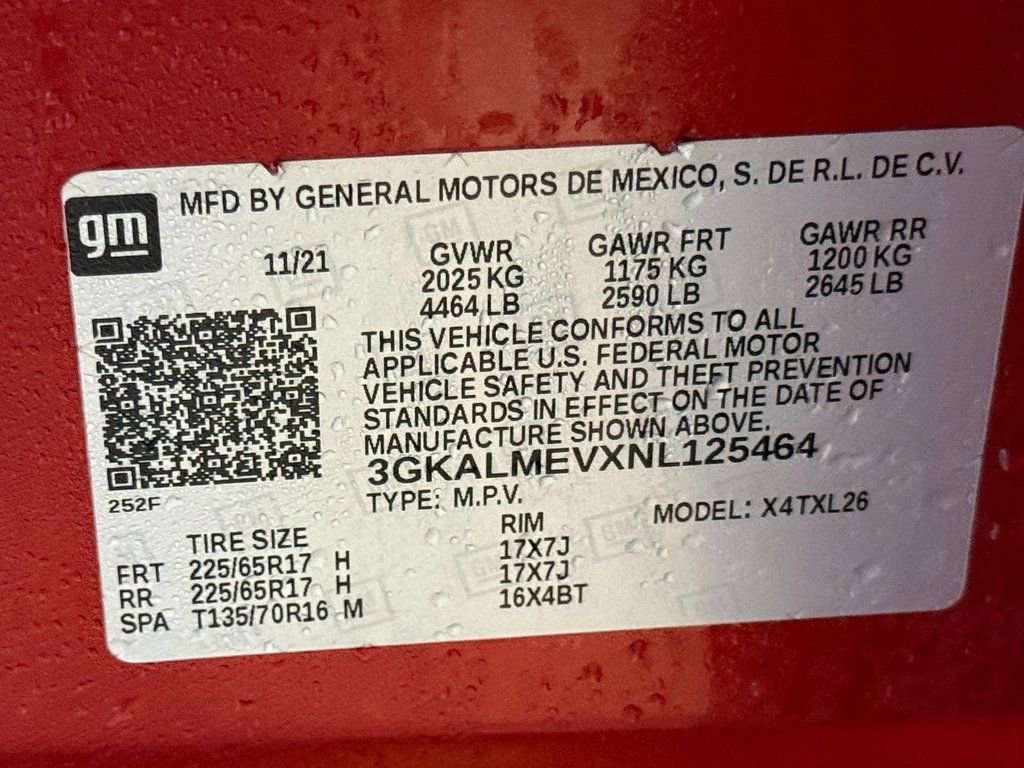 gm
MFD BY GENERAL MOTORS DE MEXICO, S. DE R.L. DE C.V.
11/21 GVWR GAWR FRT GAWR RR
2025 KG 1175 KG 1200 KG
4464 LB 2590 LB 2645 LB
THIS VEHICLE CONFORMS TO ALL
APPLICABLE U.S. FEDERAL MOTOR
VEHICLE SAFETY AND THEFT PREVENTION
STANDARDS IN EFFECT ON THE DATE OF
MANUFACTURE SHOWN ABOVE.
3GKALMEVXNL125464
252F
TYPE: M.P.V. MODEL: X4TXL26
TIRE SIZE RIM
FRT 225/65R17 H 17X7J
RR 225/65R17 H 17X7J
SPA T135/70R16 M 16X4BT